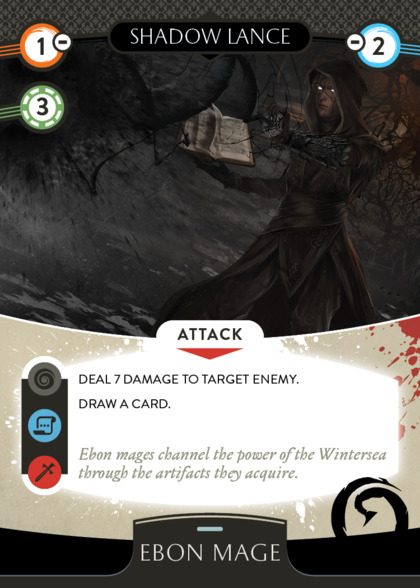 SHADOW LANCE
1 -
- 2
3
ATTACK
DEAL 7 DAMAGE TO TARGET ENEMY.
DRAW A CARD.
Ebon mages channel the power of the Wintersea
through the artifacts they acquire.
EBON MAGE